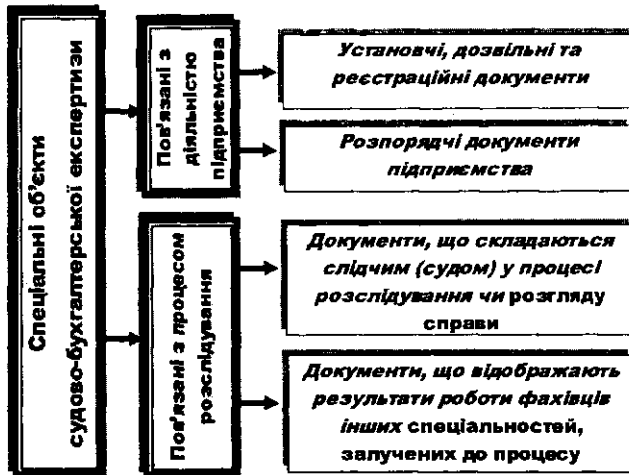 Спеціальні об'єкти
судово-бухгалтерської експертизи
Пов'язані з
діяльністю
підприємства
Установчі, дозвільні та
реєстраційні документи
Розпорядчі документи
підприємства
Пов'язані з процесом
розслідування
Документи, що складаються
слідчим (судом) у процесі
розслідування чи розгляду
справи
Документи, що відображають
результати роботи фахівців
інших спеціальностей,
залучених до процесу